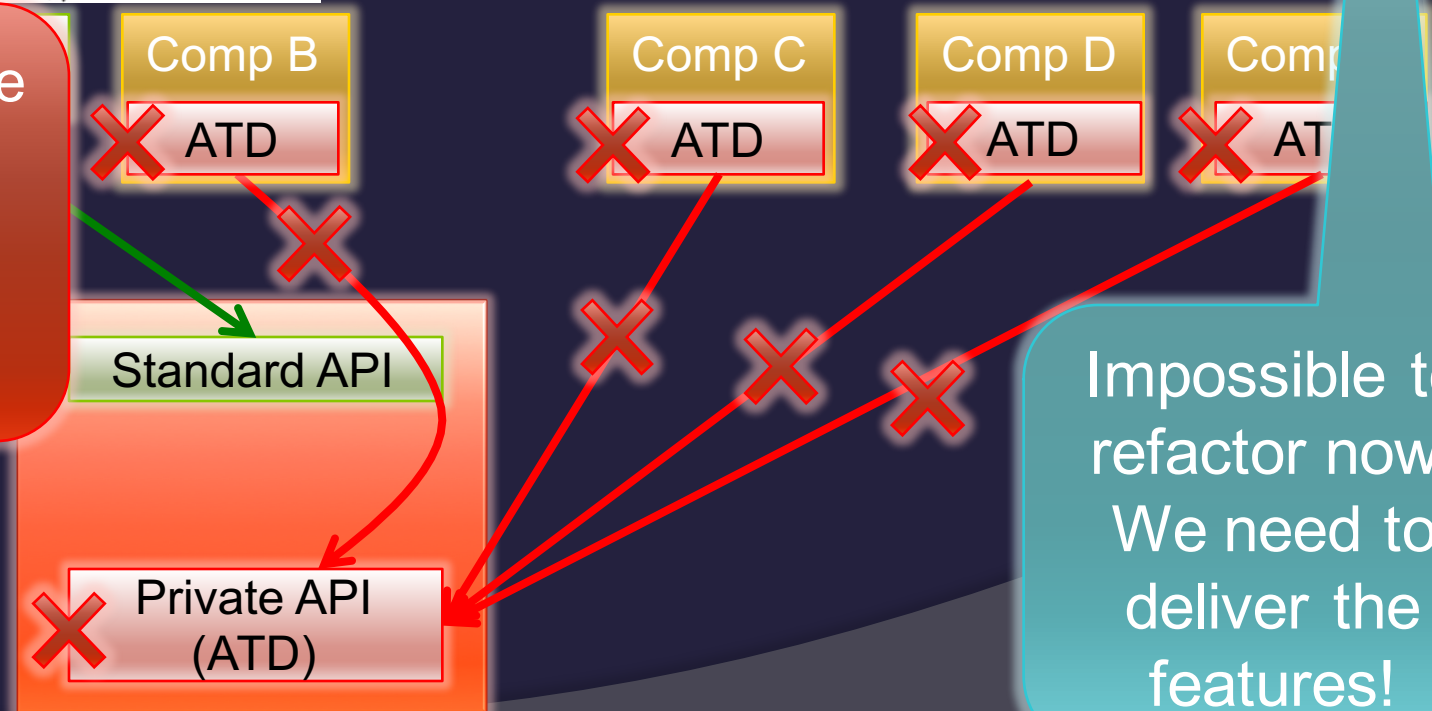 Comp B
Comp C
Comp D
ATD
ATD
ATD
Standard API
Impossible
refactor now
We need to
deliver the
features!
Private API
(ATD)